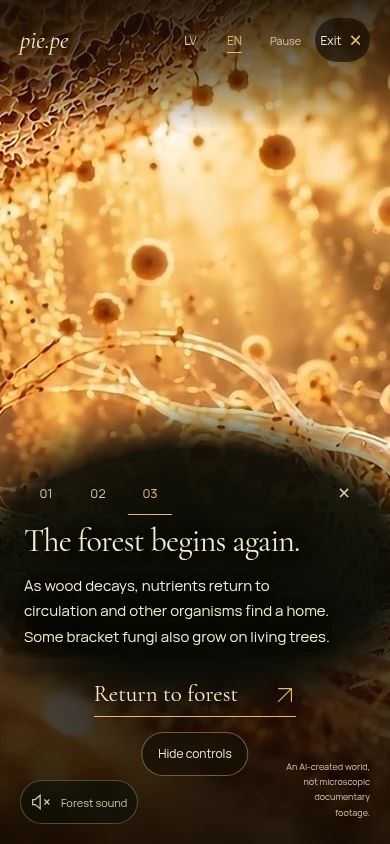 pie.pe
LV EN Pause Exit ×
01 02 03 ×
The forest begins again.
As wood decays, nutrients return to
circulation and other organisms find a home.
Some bracket fungi also grow on living trees.
Return to forest
Hide controls
An AI-created world,
not microscopic
documentary
footage.
Forest sound